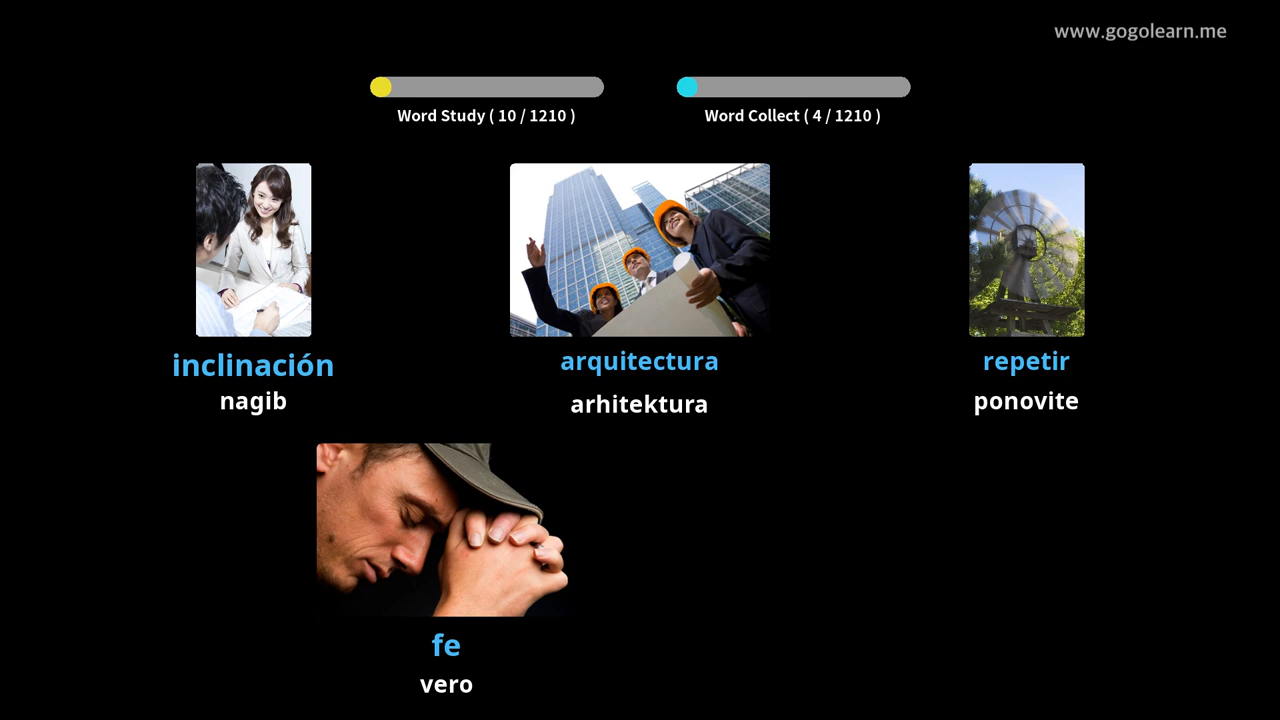 www.gogolearn.me
Word Study ( 10 / 1210 )
Word Collect ( 4 / 1210 )
inclinación
nagib
arquitectura
arhitektura
repetir
ponovite
fe
vero